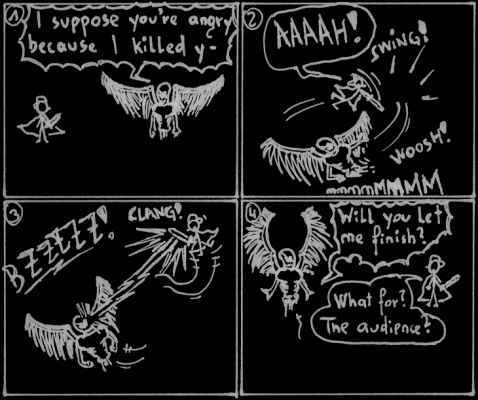 1
I suppose you're angry
because I killed y-
2
AAAAH!
SWING!
WOOSH!
mmmmMMMM
3
BZZZZZ!
CLANG!
4
Will you let
me finish?
What for?
The audience?